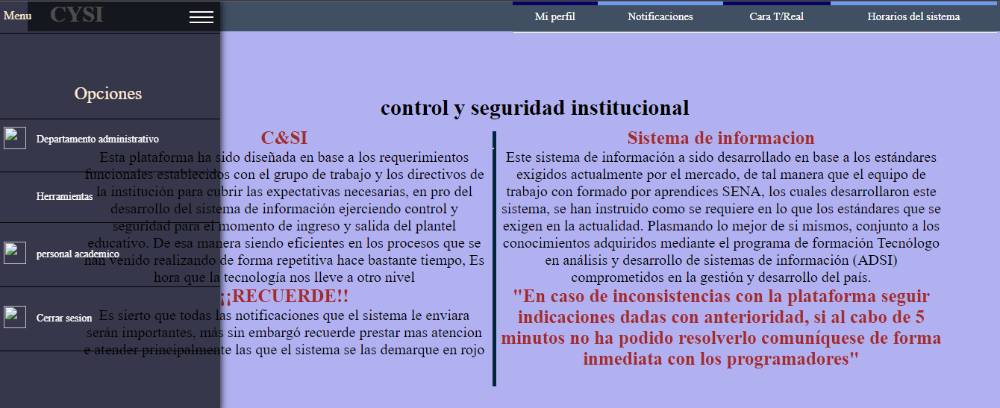 Menu
CYSI
Mi perfil
Notificaciones
Cara T/Real
Horarios del sistema
Opciones
Departamento administrativo
Herramientas
personal academico
Cerrar sesion
control y seguridad institucional
C&SI
Esta plataforma ha sido diseñada en base a los requerimientos
funcionales establecidos con el grupo de trabajo y los directivos de
la institución para cubrir las expectativas necesarias, en pro del
desarrollo del sistema de información ejerciendo control y
seguridad para el momento de ingreso y salida del plantel
educativo. De esa manera siendo eficientes en los procesos que se
han venido realizando de forma repetitiva hace bastante tiempo, Es
hora que la tecnología nos lleve a otro nivel
¡¡RECUERDE!!
Es sierto que todas las notificaciones que el sistema le enviara
serán importantes, más sin embargó recuerde prestar mas atencion
e atender principalmente las que el sistema se las demarque en rojo
Sistema de informacion
Este sistema de información a sido desarrollado en base a los estándares
exigidos actualmente por el mercado, de tal manera que el equipo de
trabajo con formado por aprendices SENA, los cuales desarrollaron este
sistema, se han instruido como se requiere en lo que los estándares que se
exigen en la actualidad. Plasmando lo mejor de si mismos, conjunto a los
conocimientos adquiridos mediante el programa de formación Tecnólogo
en análisis y desarrollo de sistemas de información (ADSI)
comprometidos en la gestión y desarrollo del país.
"En caso de inconsistencias con la plataforma seguir
indicaciones dadas con anterioridad, si al cabo de 5
minutos no ha podido resolverlo comuníquese de forma
inmediata con los programadores"